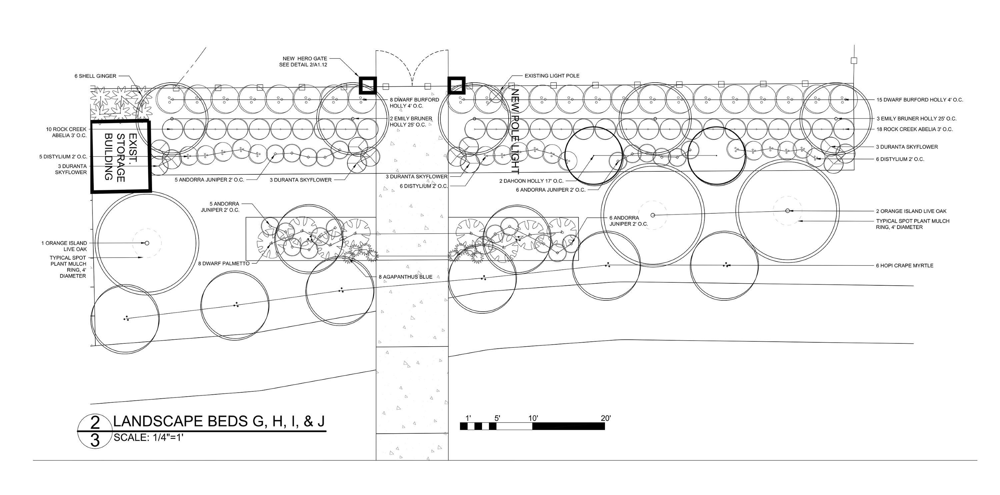 NEW HERO GATE
SEE DETAIL 2/A1.12
6 SHELL GINGER
EXISTING LIGHT POLE
8 DWARF BURFORD
HOLLY 4' O.C.
15 DWARF BURFORD HOLLY 4' O.C.
2 EMILY BRUNER
HOLLY 25' O.C.
3 EMILY BRUNER HOLLY 25' O.C.
10 ROCK CREEK
ABELIA 3' O.C.
18 ROCK CREEK ABELIA 3' O.C.
NEW POLE LIGHT
EXIST.
STORAGE
BUILDING
3 DURANTA SKYFLOWER
5 DISTYLIUM 2' O.C.
6 DISTYLIUM 2' O.C.
3 DURANTA
SKYFLOWER
5 ANDORRA JUNIPER 2' O.C.
3 DURANTA SKYFLOWER
3 DURANTA SKYFLOWER
6 DISTYLIUM 2' O.C.
2 DAHOON HOLLY 17' O.C.
6 ANDORRA JUNIPER 2' O.C.
5 ANDORRA
JUNIPER 2' O.C.
2 ORANGE ISLAND LIVE OAK
6 ANDORRA
JUNIPER 2' O.C.
TYPICAL SPOT PLANT MULCH
RING, 4' DIAMETER
1 ORANGE ISLAND
LIVE OAK
TYPICAL SPOT
PLANT MULCH
RING, 4'
DIAMETER
8 DWARF PALMETTO
6 HOPI CRAPE MYRTLE
8 AGAPANTHUS BLUE
2
3
LANDSCAPE BEDS G, H, I, & J
SCALE: 1/4"=1'
1' 5' 10' 20'